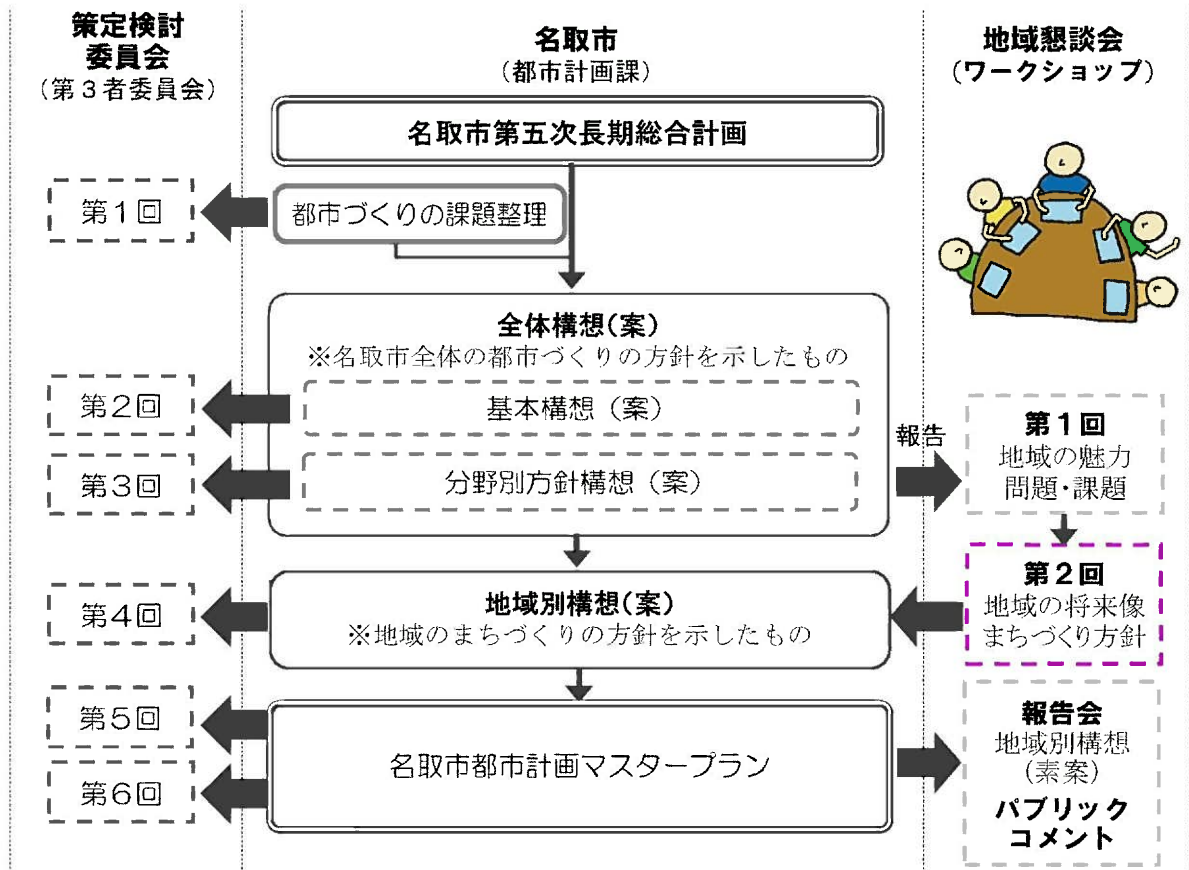 策定検討
委員会
(第3者委員会)
名取市
(都市計画課)
地域懇談会
(ワークショップ)
名取市第五次長期総合計画
第1回
都市づくりの課題整理
全体構想(案)
※名取市全体の都市づくりの方針を示したもの
第2回
基本構想(案)
第3回
分野別方針構想(案)
報告
第1回
地域の魅力
問題・課題
第4回
地域別構想(案)
※地域のまちづくりの方針を示したもの
第2回
地域の将来像
まちづくり方針
第5回
第6回
名取市都市計画マスタープラン
報告会
地域別構想
(素案)
パブリック
コメント